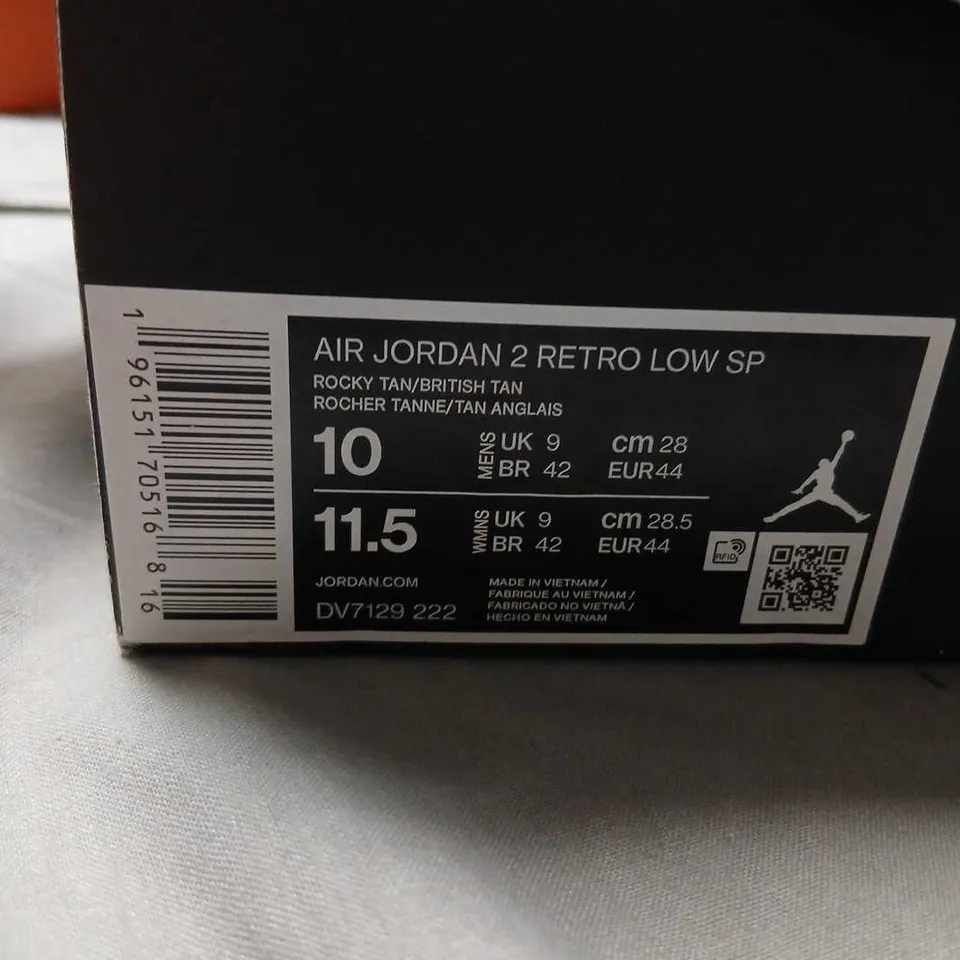 1 96151 70516 8 16
AIR JORDAN 2 RETRO LOW SP
ROCKY TAN/BRITISH TAN
ROCHER TANNE/TAN ANGLAIS
10 MENS UK 9 cm 28
BR 42 EUR 44
11.5 WMNS UK 9 cm 28.5
BR 42 EUR 44
JORDAN.COM
DV7129 222
MADE IN VIETNAM /
FABRIQUE AU VIETNAM /
FABRICADO NO VIETNÃ /
HECHO EN VIETNAM
RFID